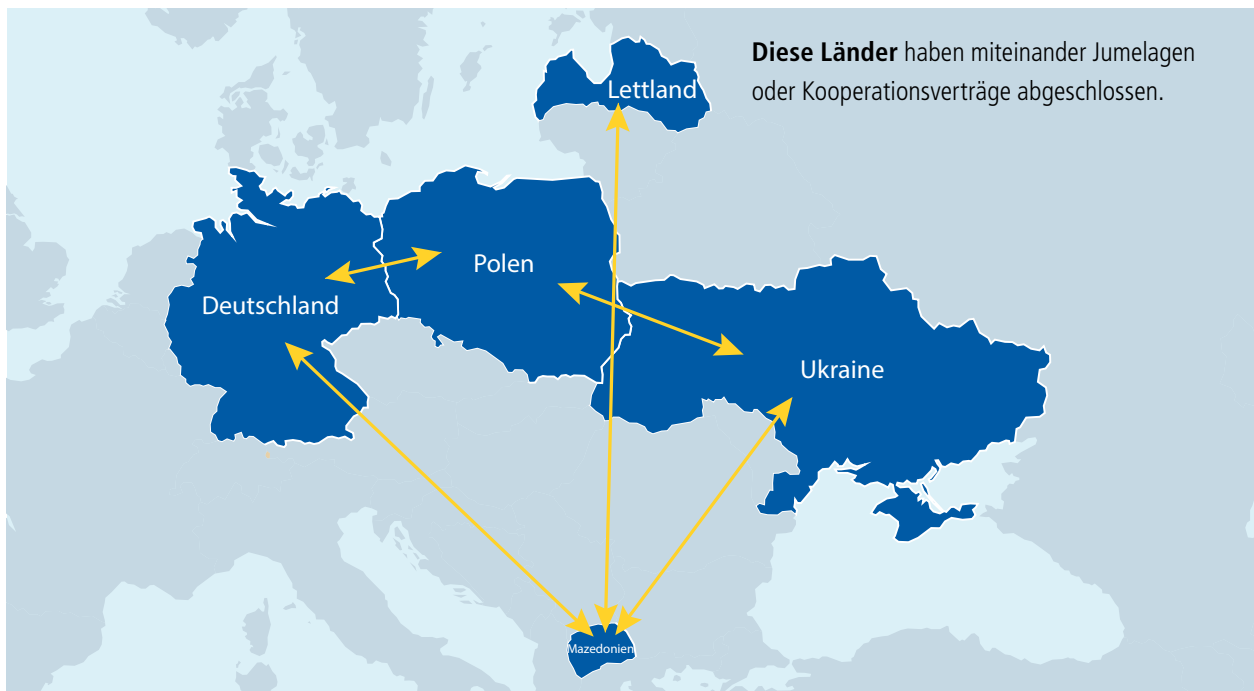 Diese Länder haben miteinander Jumelagen
oder Kooperationsverträge abgeschlossen.
Lettland
Polen
Deutschland
Ukraine
Mazedonien